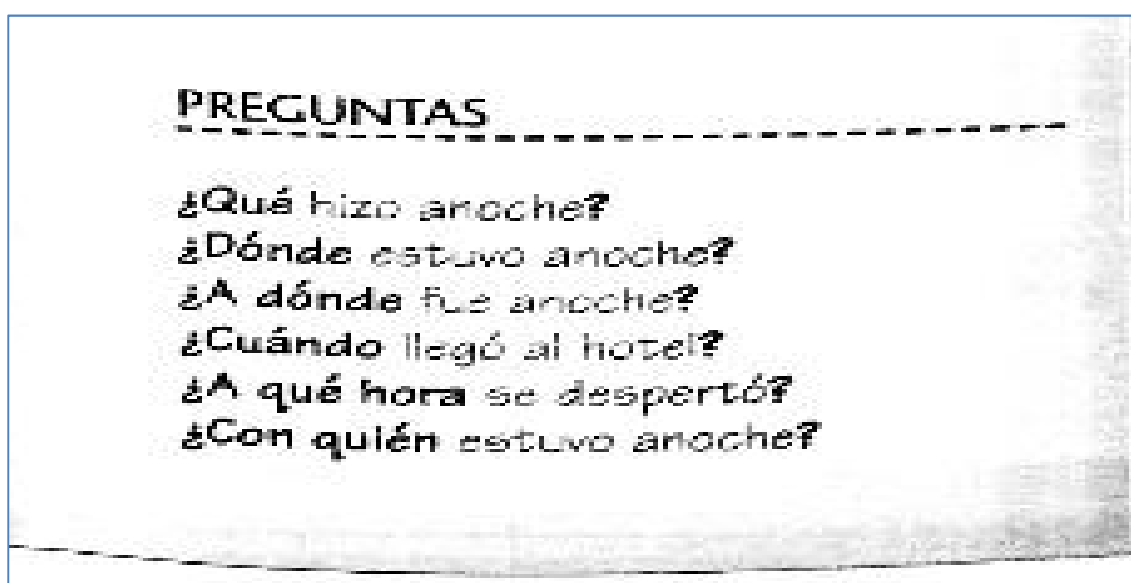 PREGUNTAS
¿Qué hizo anoche?
¿Dónde estuvo anoche?
¿A dónde fue anoche?
¿Cuándo llegó al hotel?
¿A qué hora se despertó?
¿Con quién estuvo anoche?